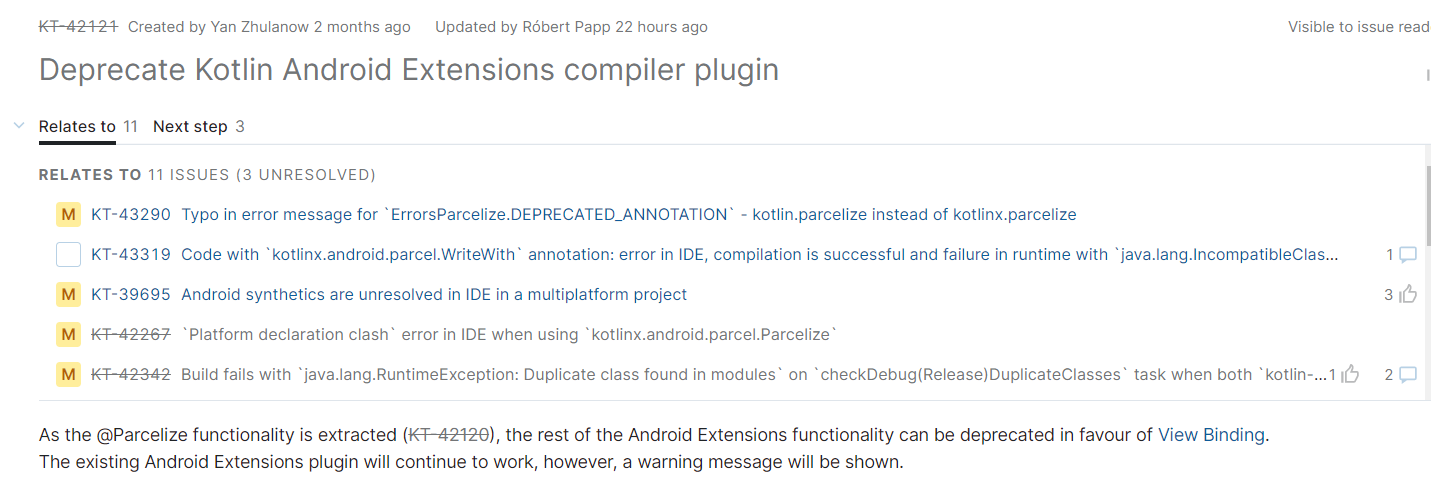 KT-42121 Created by Yan Zhulanow 2 months ago Updated by Róbert Papp 22 hours ago Visible to issue read
Deprecate Kotlin Android Extensions compiler plugin
Relates to 11 Next step 3
RELATES TO 11 ISSUES (3 UNRESOLVED)
M KT-43290 Typo in error message for `ErrorsParcelize.DEPRECATED_ANNOTATION` - kotlin.parcelize instead of kotlinx.parcelize
KT-43319 Code with `kotlinx.android.parcel.WriteWith` annotation: error in IDE, compilation is successful and failure in runtime with `java.lang.IncompatibleClas... 1
M KT-39695 Android synthetics are unresolved in IDE in a multiplatform project 3
M KT-42267 `Platform declaration clash` error in IDE when using `kotlinx.android.parcel.Parcelize`
M KT-42342 Build fails with `java.lang.RuntimeException: Duplicate class found in modules` on `checkDebug(Release)DuplicateClasses` task when both `kotlin-... 1 2
As the @Parcelize functionality is extracted (KT-42120), the rest of the Android Extensions functionality can be deprecated in favour of View Binding.
The existing Android Extensions plugin will continue to work, however, a warning message will be shown.